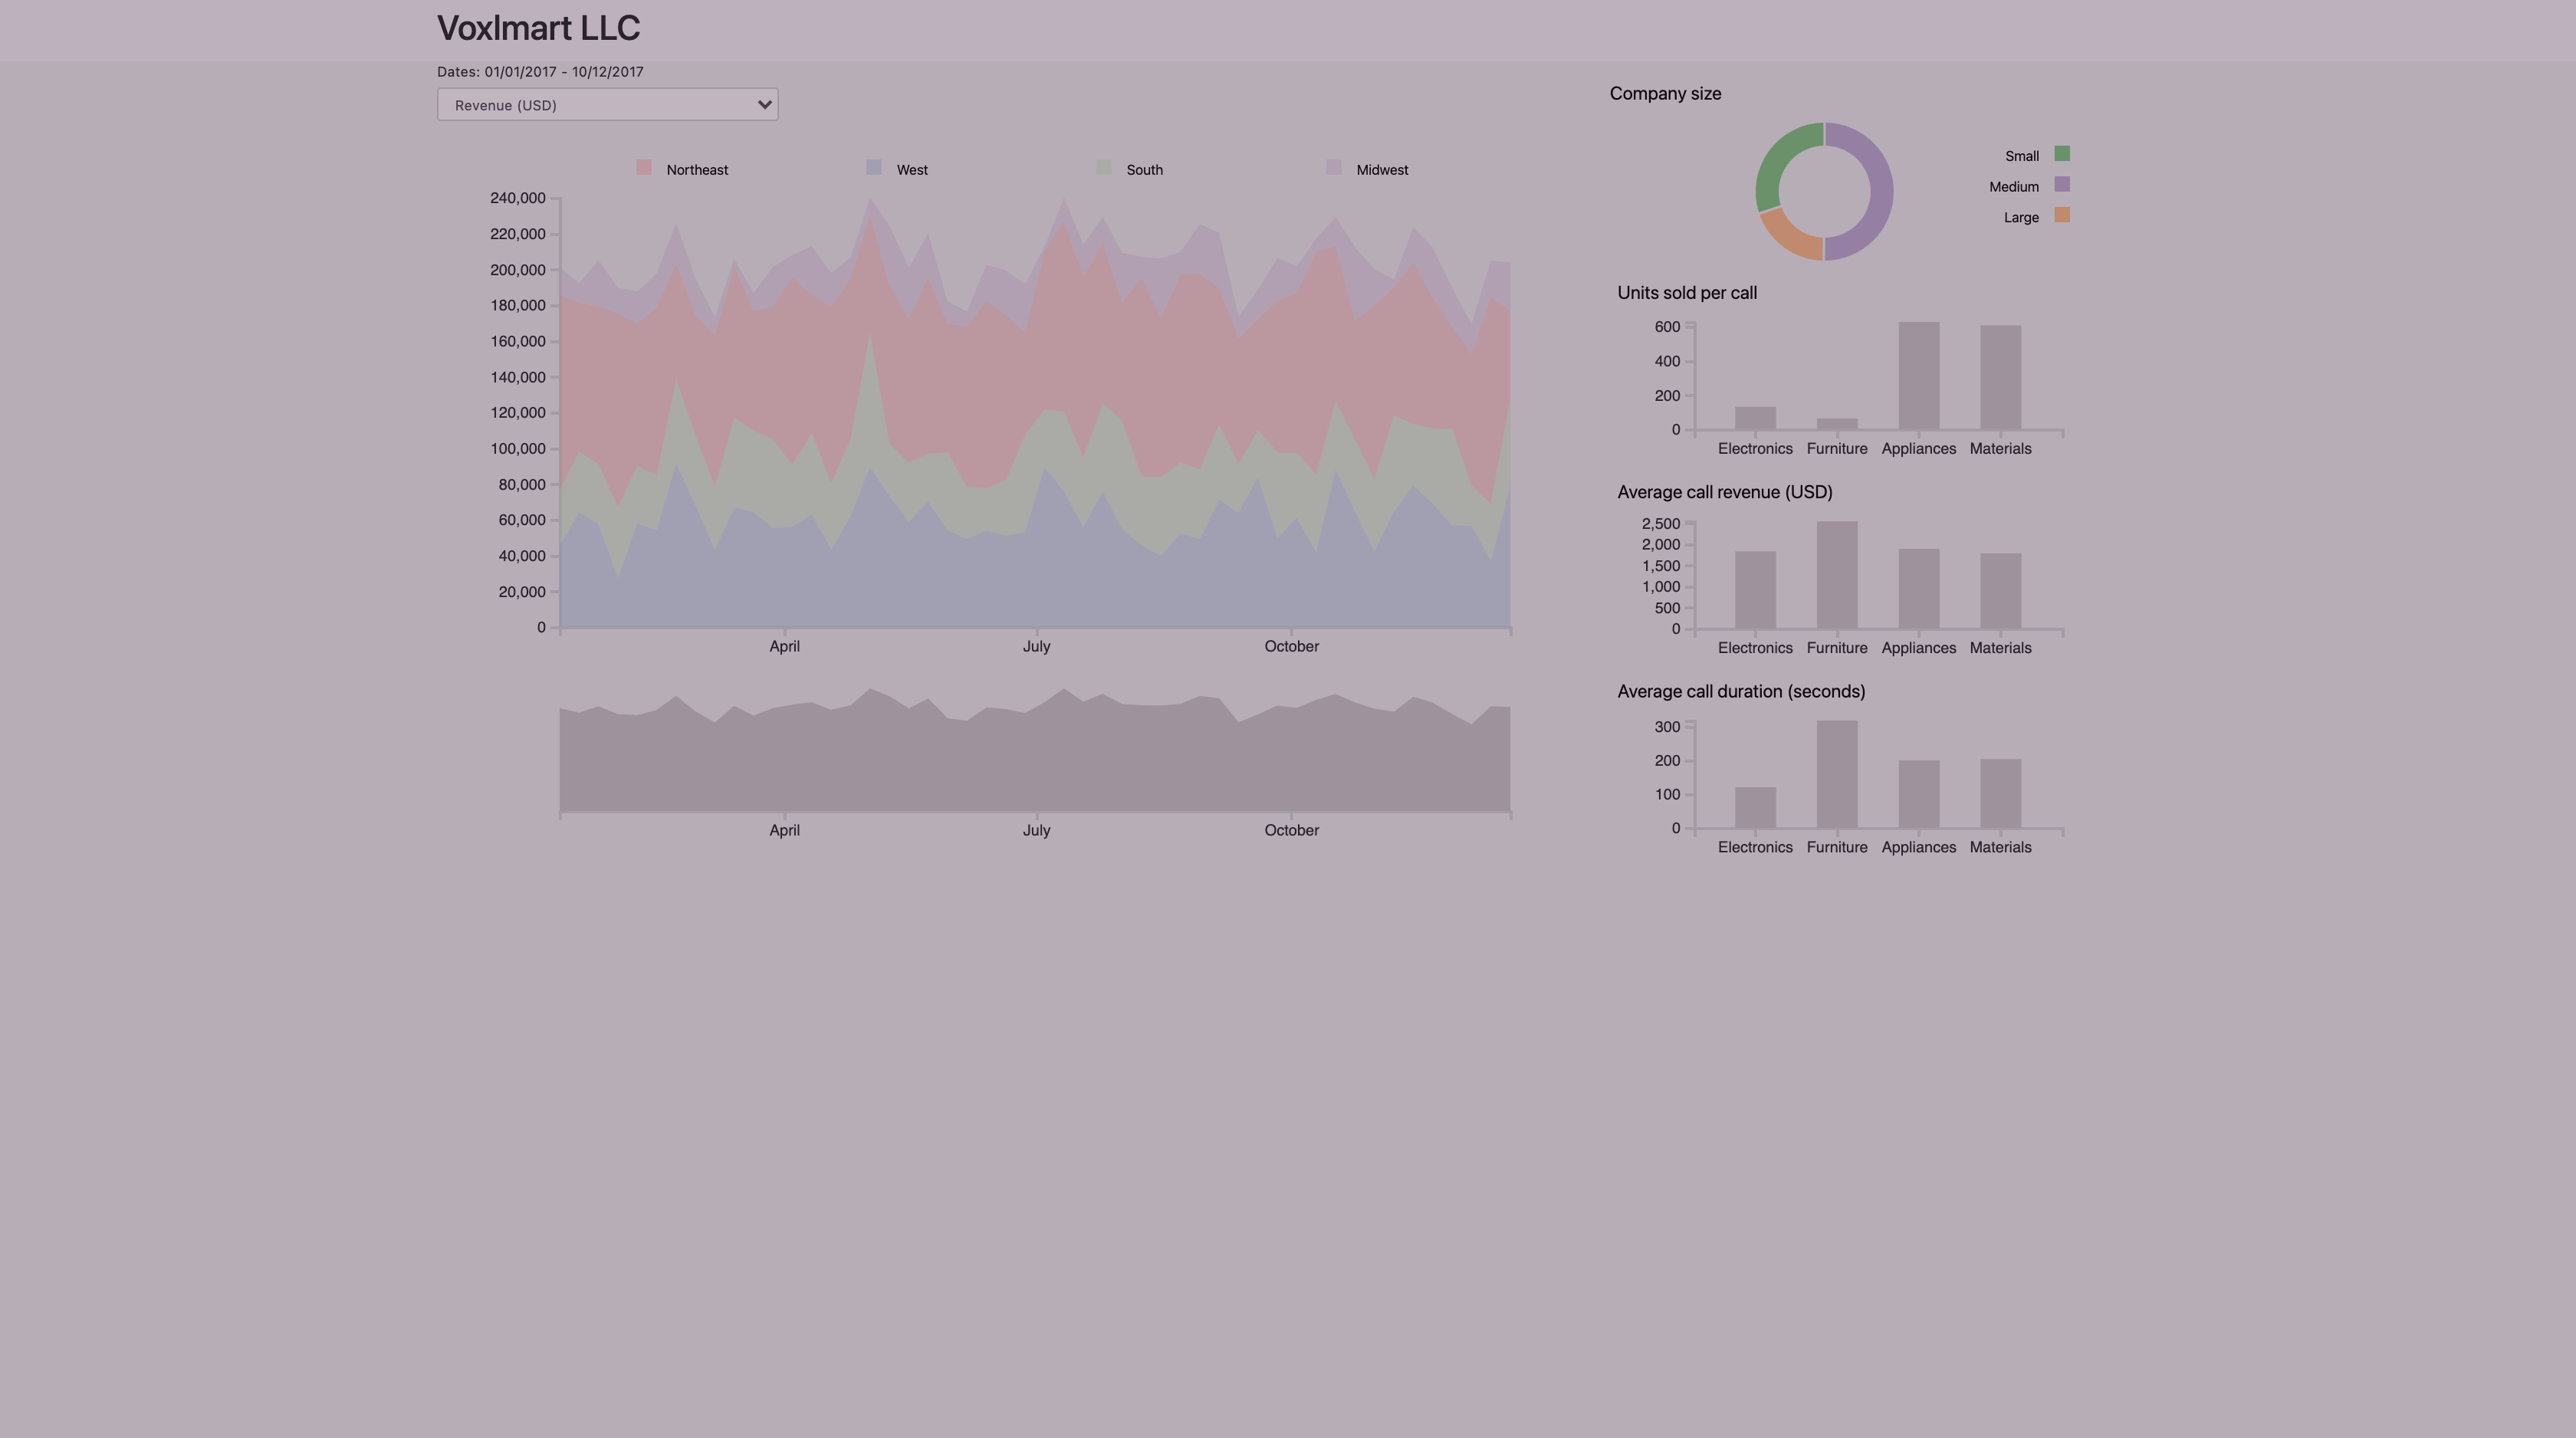 Voxlmart LLC
Dates: 01/01/2017 - 10/12/2017
Revenue (USD)
Northeast West South Midwest
240,000
220,000
200,000
180,000
160,000
140,000
120,000
100,000
80,000
60,000
40,000
20,000
0
April July October
April July October
Company size
Small
Medium
Large
Units sold per call
600
400
200
0
Electronics Furniture Appliances Materials
Average call revenue (USD)
2,500
2,000
1,500
1,000
500
0
Electronics Furniture Appliances Materials
Average call duration (seconds)
300
200
100
0
Electronics Furniture Appliances Materials